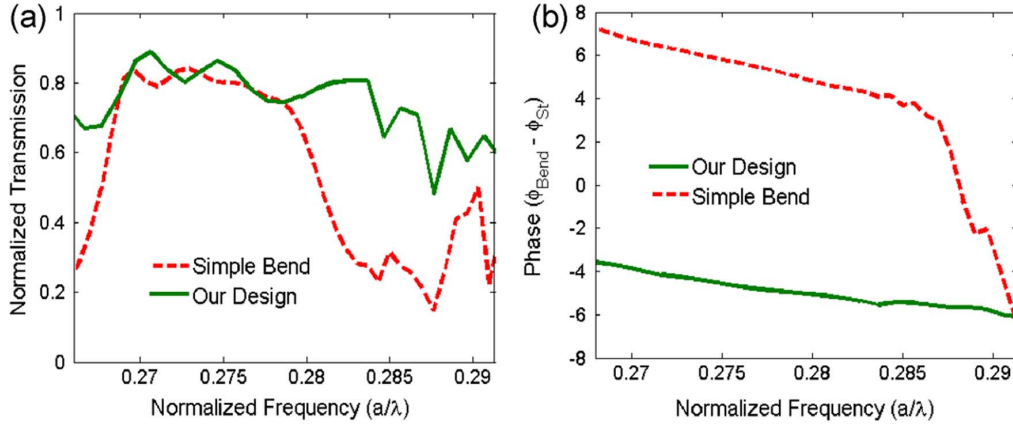 (a)
1
0.8
0.6
0.4
0.2
0
Normalized Transmission
Simple Bend
Our Design
0.27 0.275 0.28 0.285 0.29
Normalized Frequency (a/λ)
(b)
8
6
4
2
0
-2
-4
-6
-8
Phase (ϕBend - ϕSt)
Our Design
Simple Bend
0.27 0.275 0.28 0.285 0.29
Normalized Frequency (a/λ)